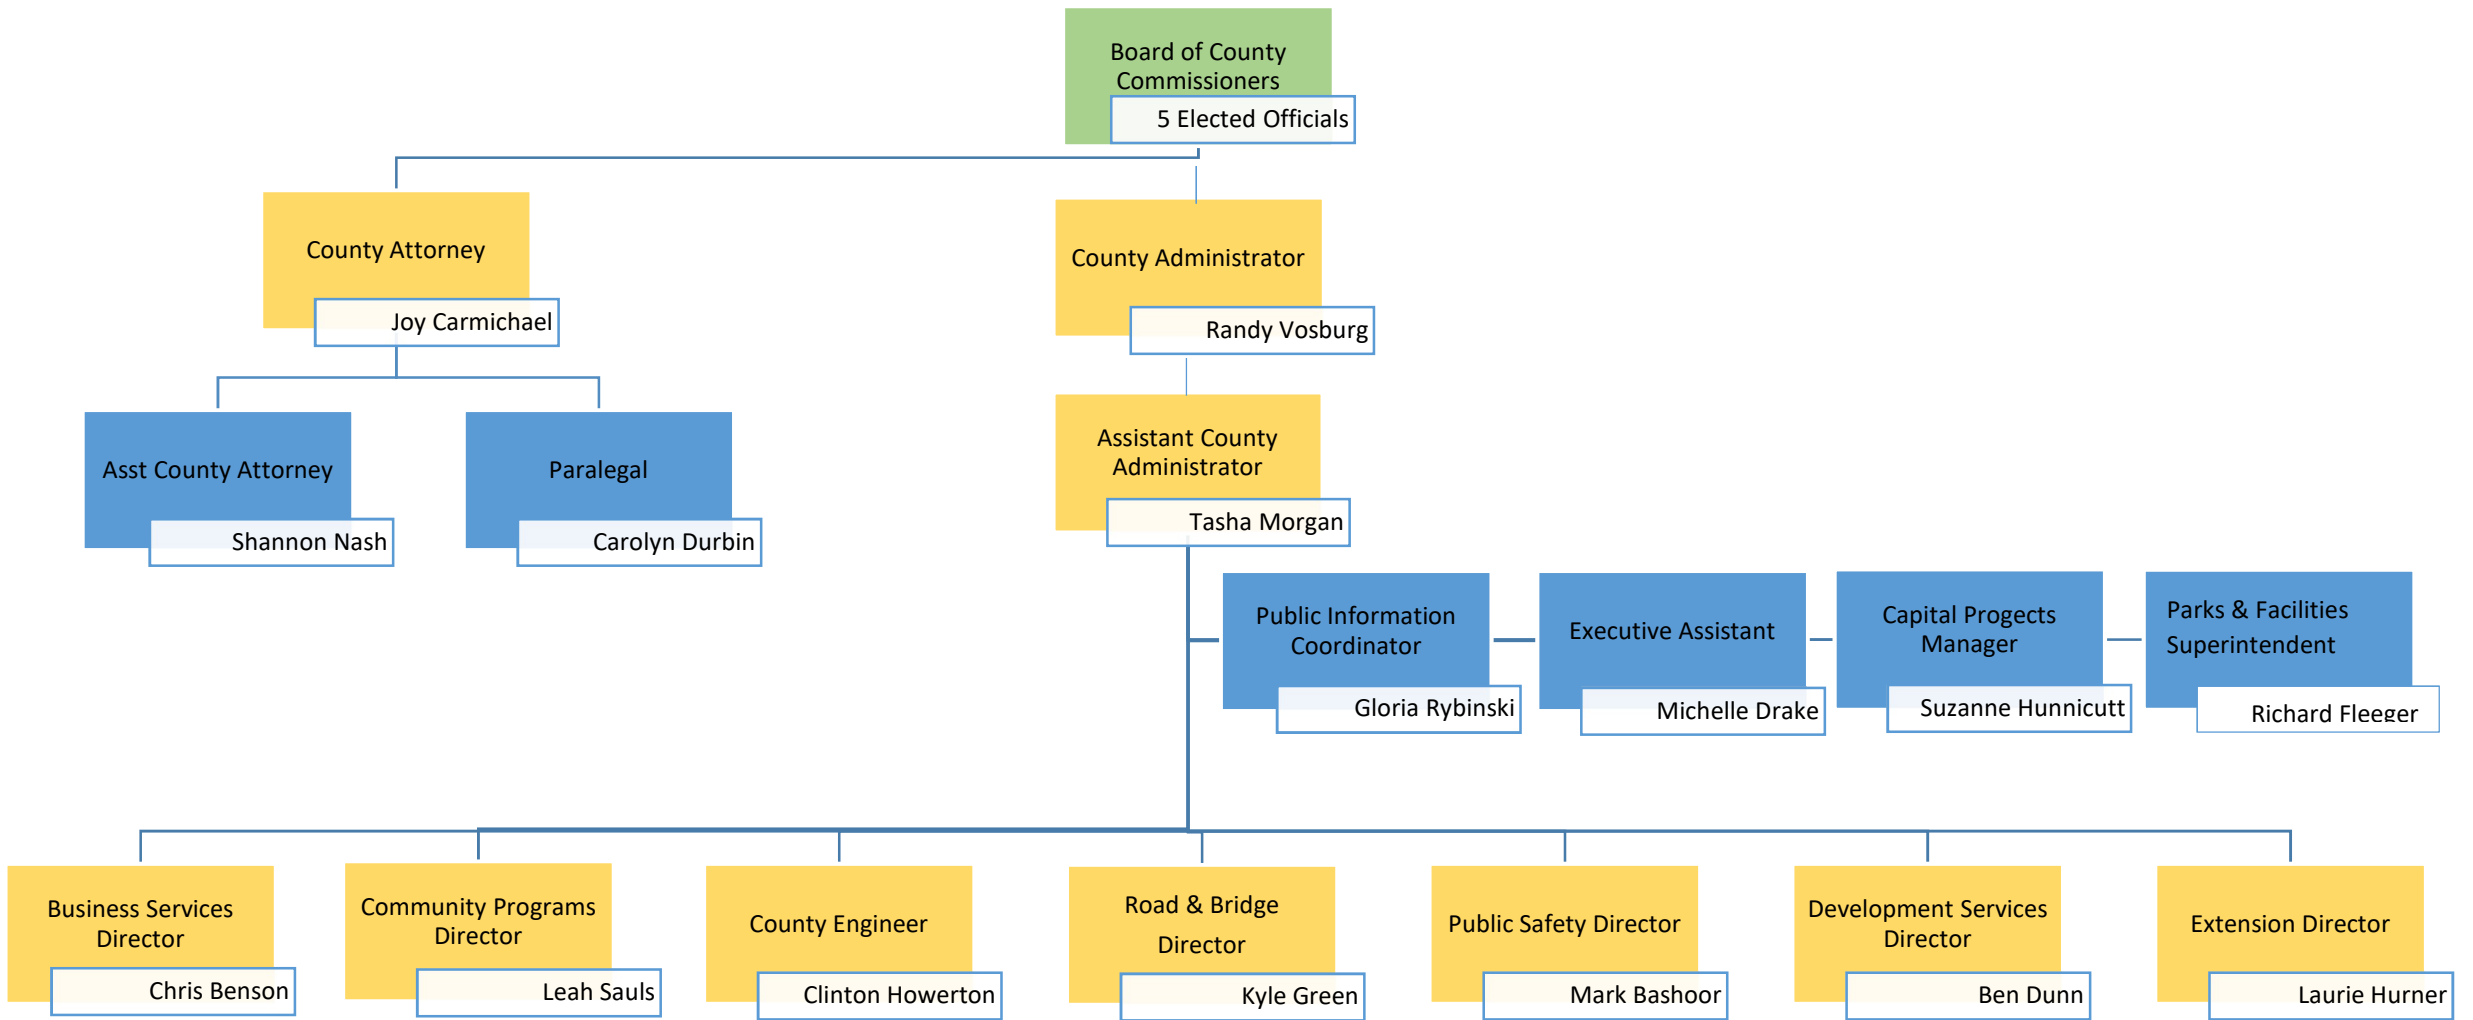 Board of County
Commissioners
5 Elected Officials
County Attorney
Joy Carmichael
County Administrator
Randy Vosburg
Asst County Attorney
Shannon Nash
Paralegal
Carolyn Durbin
Assistant County
Administrator
Tasha Morgan
Public Information
Coordinator
Gloria Rybinski
Executive Assistant
Michelle Drake
Capital Progects
Manager
Suzanne Hunnicutt
Parks & Facilities
Superintendent
Richard Fleeger
Business Services
Director
Chris Benson
Community Programs
Director
Leah Sauls
County Engineer
Clinton Howerton
Road & Bridge
Director
Kyle Green
Public Safety Director
Mark Bashoor
Development Services
Director
Ben Dunn
Extension Director
Laurie Hurner